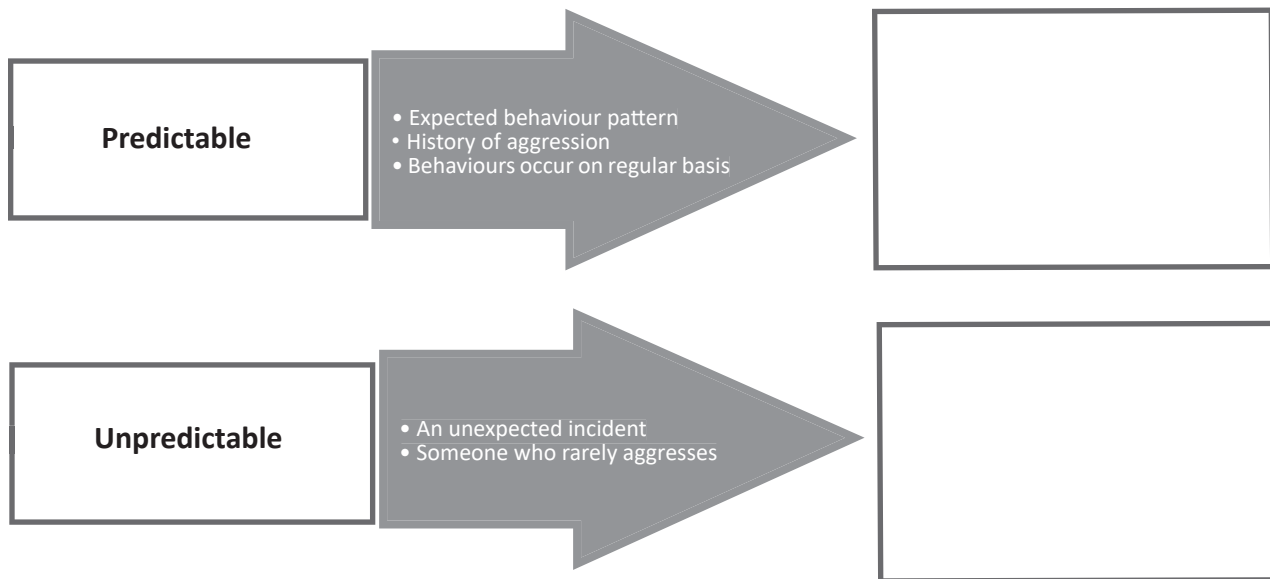 Predictable
• Expected behaviour pattern
• History of aggression
• Behaviours occur on regular basis
Unpredictable
• An unexpected incident
• Someone who rarely aggresses